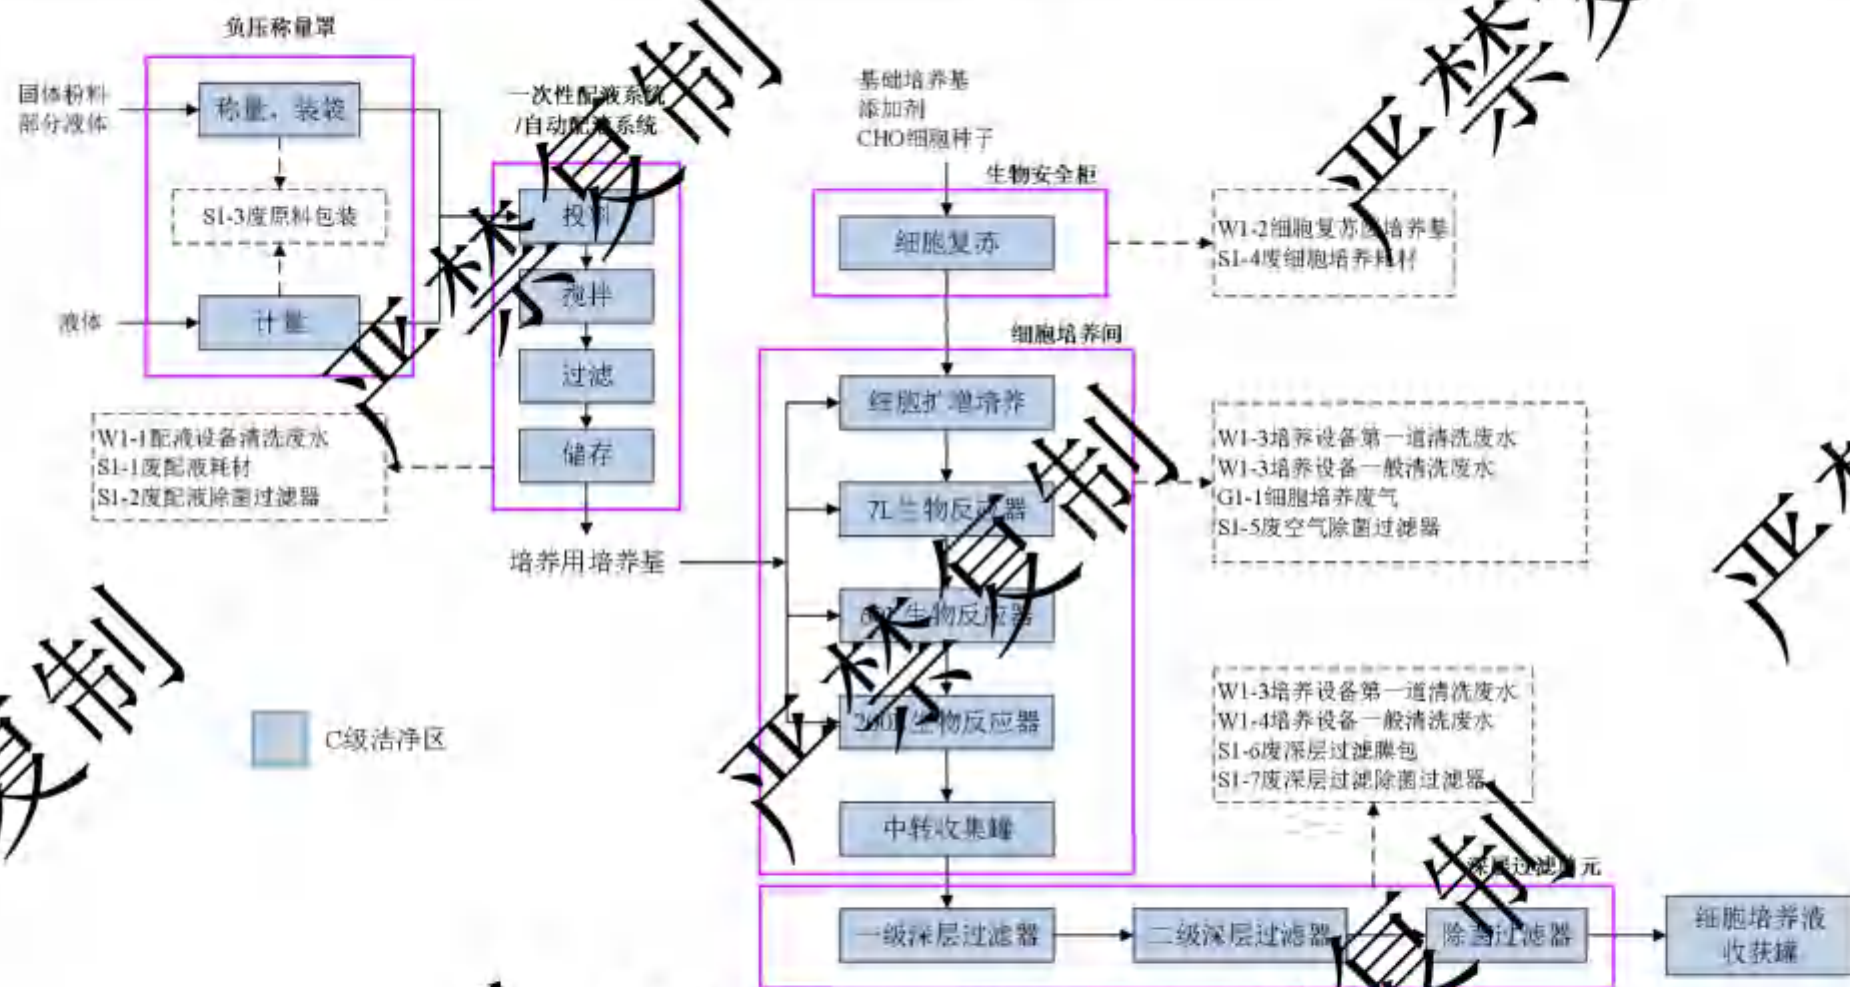 负压称量罩
固体粉料
部分液体
称量、装袋
S1-3废原料包装
液体
计量
一次性配液系统
/自动配液系统
投料
搅拌
过滤
储存
W1-1配液设备清洗废水
S1-1废配液耗材
S1-2废配液除菌过滤器
培养用培养基
C级洁净区
基础培养基
添加剂
CHO细胞种子
生物安全柜
细胞复苏
W1-2细胞复苏废培养基
S1-4废细胞培养耗材
细胞培养间
细胞扩增培养
7L生物反应器
生物反应器
生物反应器
中转收集罐
W1-3培养设备第一道清洗废水
W1-3培养设备一般清洗废水
G1-1细胞培养废气
S1-5废空气除菌过滤器
W1-3培养设备第一道清洗废水
W1-4培养设备一般清洗废水
S1-6废深层过滤膜包
S1-7废深层过滤除菌过滤器
深层过滤单元
一级深层过滤器
二级深层过滤器
除菌过滤器
细胞培养液
收获罐
严禁复制
严禁复制
严禁复
严禁
复制
复制